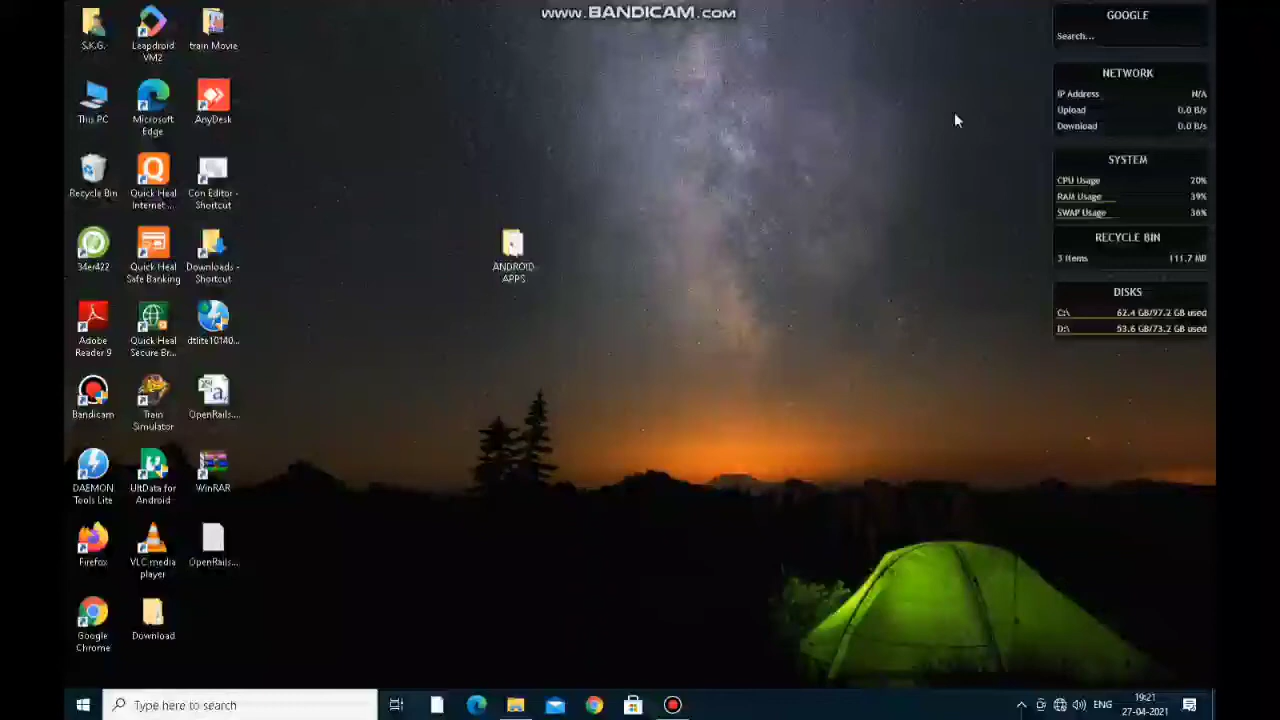 www.BANDICAM.com
S.K.G.
Leapdroid
VM2
train Movie
This PC
Microsoft
Edge
AnyDesk
Recycle Bin
Quick Heal
Internet ...
Con Editor -
Shortcut
34er422
Quick Heal
Safe Banking
Downloads -
Shortcut
Adobe
Reader 9
Quick Heal
Secure Br...
dtlite10140...
Bandicam
Train
Simulator
OpenRails....
DAEMON
Tools Lite
UltData for
Android
WinRAR
Firefox
VLC media
player
OpenRails....
Google
Chrome
Download
ANDROID
APPS
GOOGLE
Search...
NETWORK
IP Address N/A
Upload 0.0 B/s
Download 0.0 B/s
SYSTEM
CPU Usage 20%
RAM Usage 39%
SWAP Usage 36%
RECYCLE BIN
3 Items 111.7 MB
DISKS
C:\ 62.4 GB/97.2 GB used
D:\ 53.6 GB/73.2 GB used
Type here to search
ENG
19:21
27-04-2021